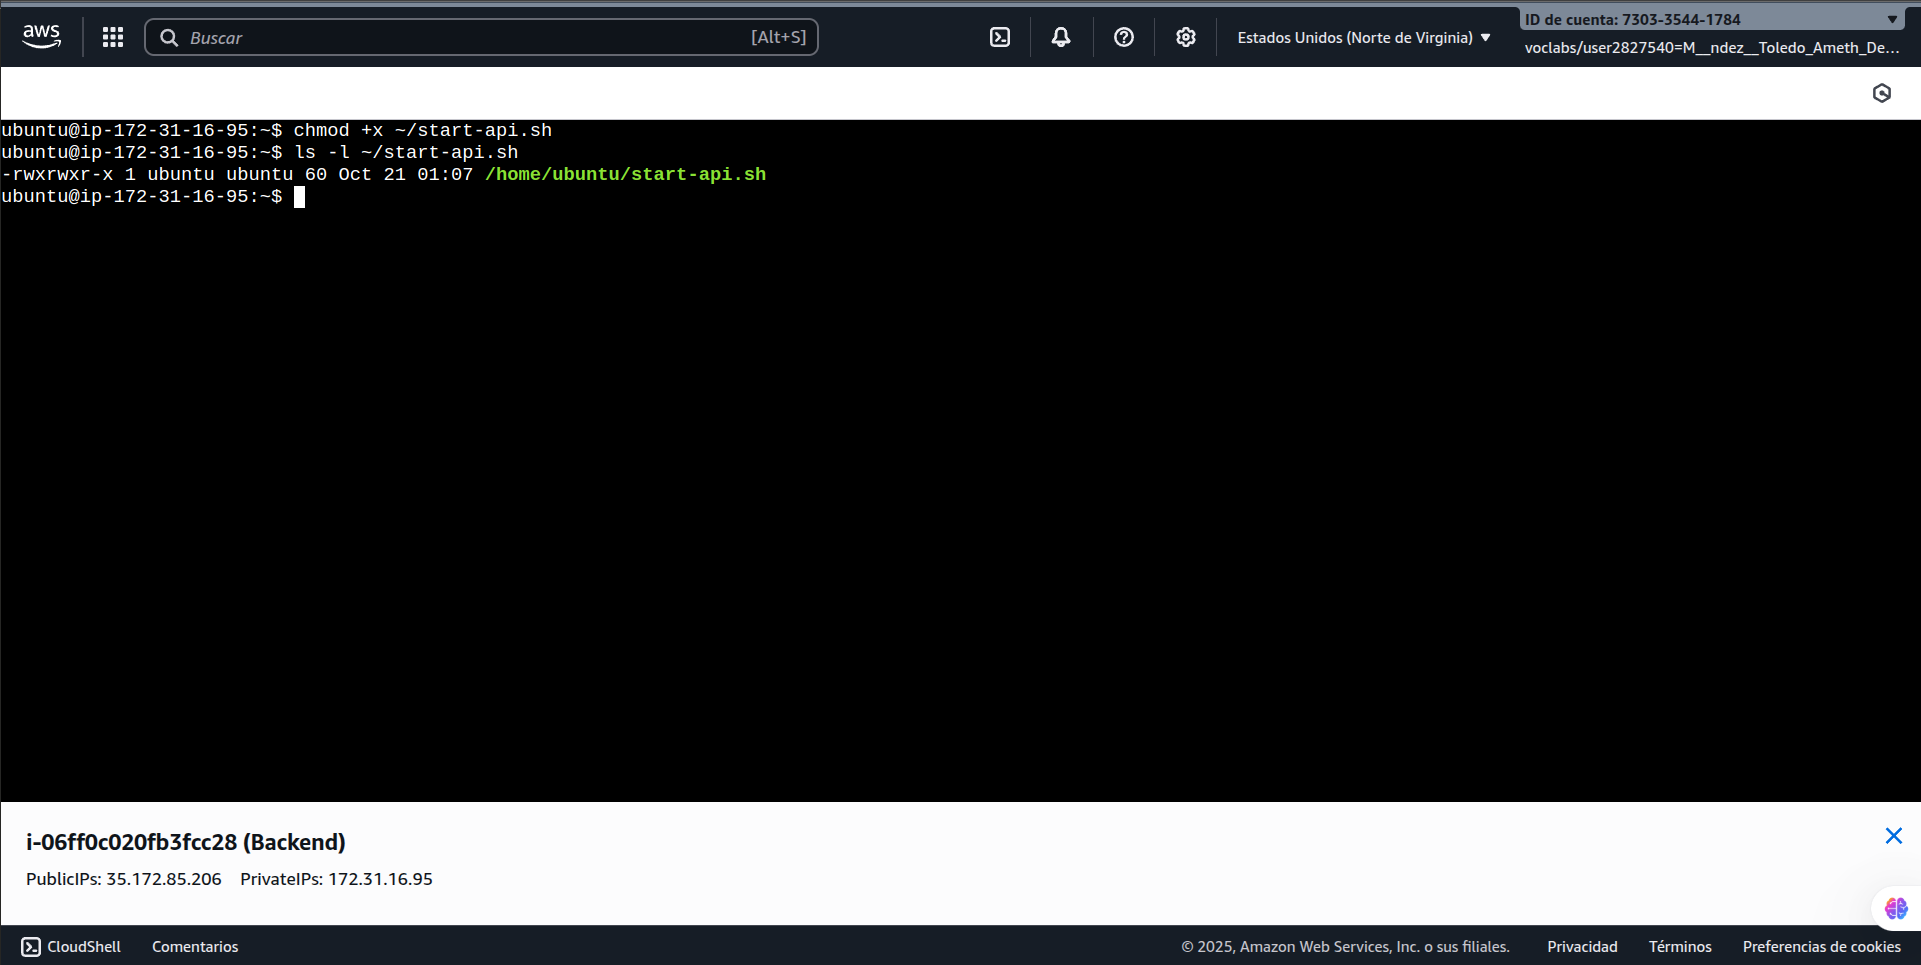 aws
Buscar [Alt+S]
Estados Unidos (Norte de Virginia)
ID de cuenta: 7303-3544-1784
voclabs/user2827540=M__ndez__Toledo_Ameth_De...
ubuntu@ip-172-31-16-95:~$ chmod +x ~/start-api.sh
ubuntu@ip-172-31-16-95:~$ ls -l ~/start-api.sh
-rwxrwxr-x 1 ubuntu ubuntu 60 Oct 21 01:07 /home/ubuntu/start-api.sh
ubuntu@ip-172-31-16-95:~$
i-06ff0c020fb3fcc28 (Backend)
PublicIPs: 35.172.85.206 PrivateIPs: 172.31.16.95
CloudShell Comentarios © 2025, Amazon Web Services, Inc. o sus filiales. Privacidad Términos Preferencias de cookies